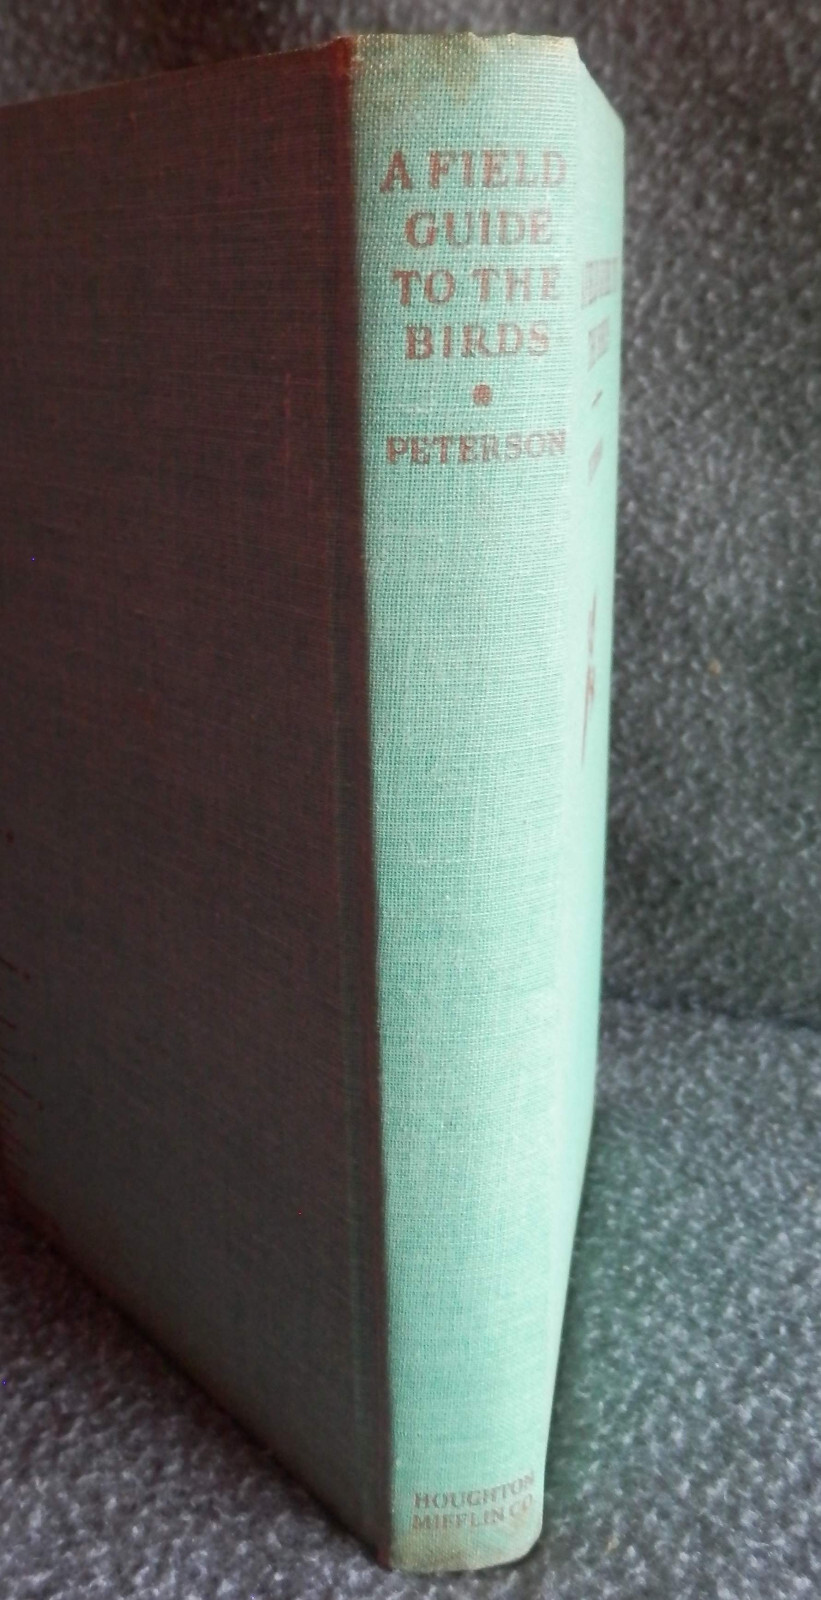 A FIELD
GUIDE
TO THE
BIRDS
PETERSON
HOUGHTON
MIFFLIN CO